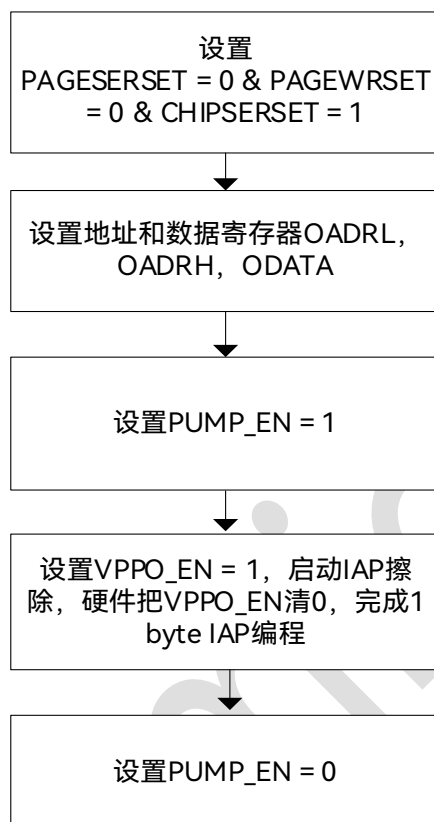 设置
PAGESERSET = 0 & PAGEWRSET
= 0 & CHIPSERSET = 1
设置地址和数据寄存器OADRL，
OADRH，ODATA
设置PUMP_EN = 1
设置VPPO_EN = 1，启动IAP擦
除，硬件把VPPO_EN清0，完成1
byte IAP编程
设置PUMP_EN = 0